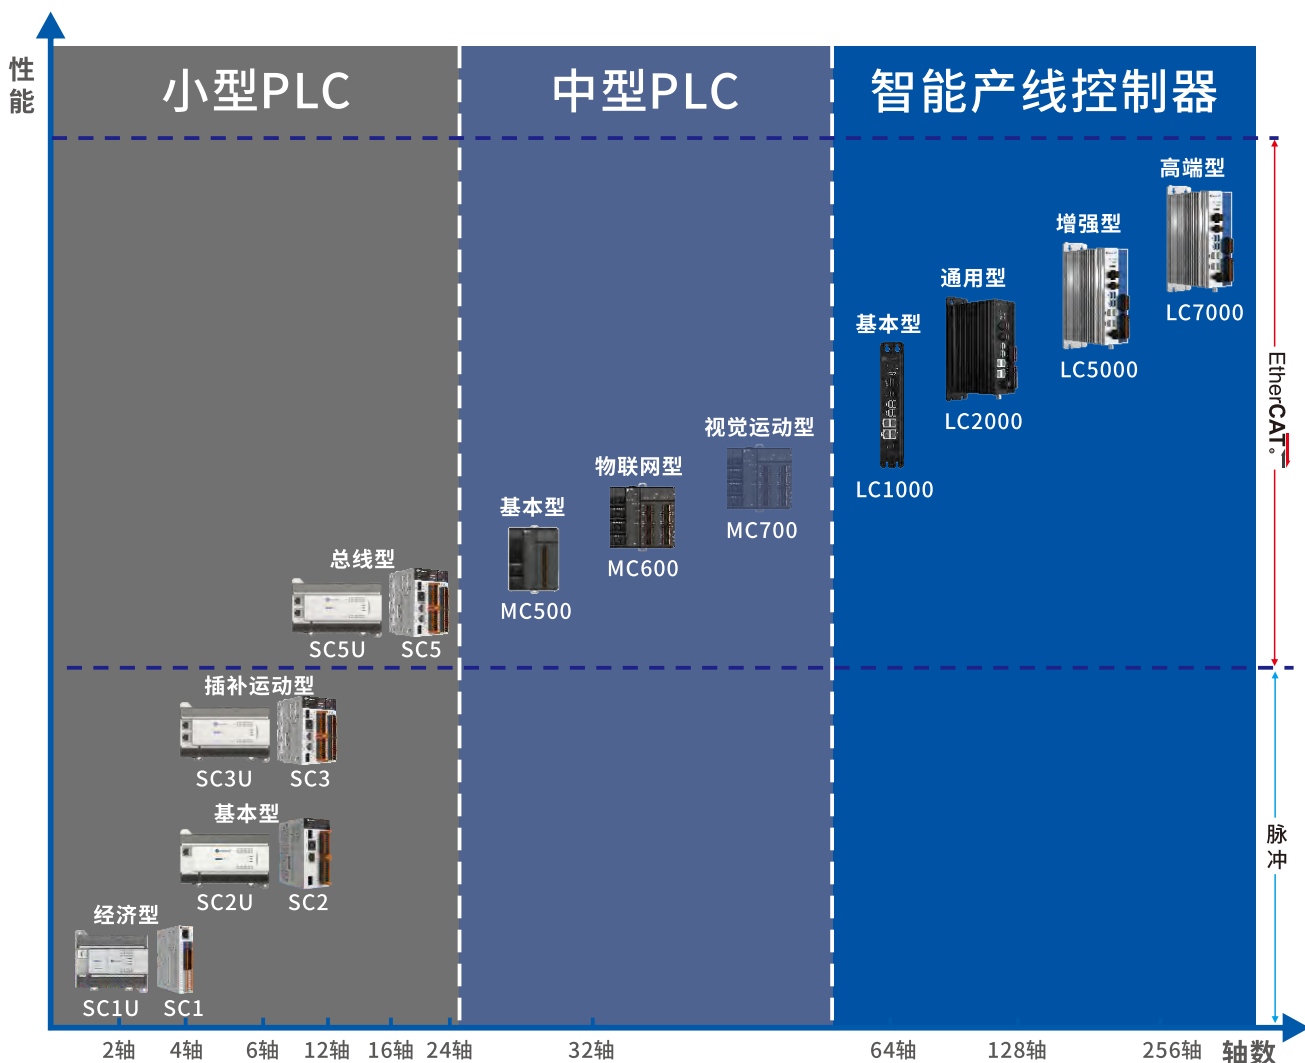 性能
小型PLC
中型PLC
智能产线控制器
高端型
LC7000
增强型
LC5000
通用型
LC2000
基本型
LC1000
视觉运动型
MC700
物联网型
MC600
基本型
MC500
总线型
SC5U
SC5
插补运动型
SC3U
SC3
基本型
SC2U
SC2
经济型
SC1U
SC1
EtherCAT。
脉冲
2轴
4轴
6轴
12轴
16轴
24轴
32轴
64轴
128轴
256轴
轴数